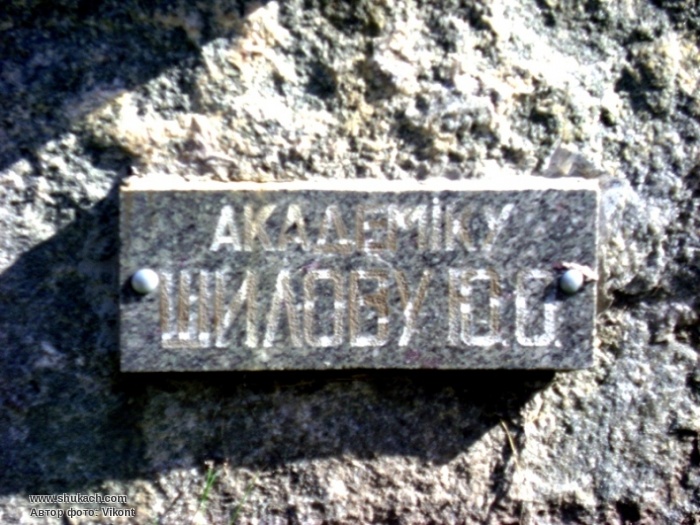 АКАДЕМІКУ
ШИЛОВУ Ю.О.
www.shukach.com
Автор фото: Vikont